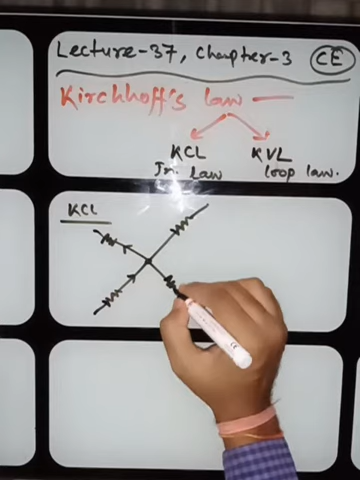 Lecture-37, Chapter-3 CE
Kirchhoff's law —
KCL KVL
Jn. Law Loop law.
KCL